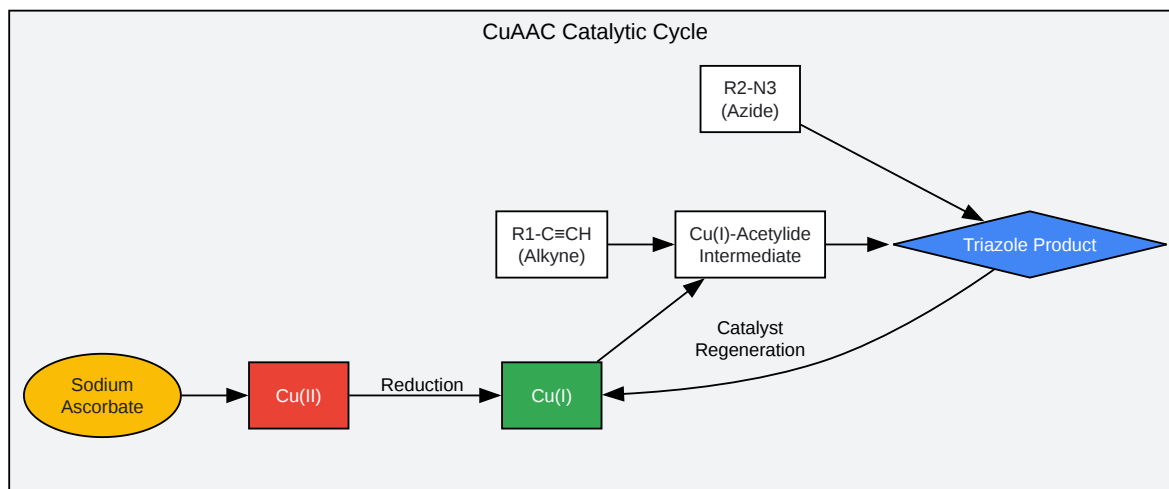 CuAAC Catalytic Cycle
R2-N3
(Azide)
R1-C≡CH
(Alkyne)
Cu(I)-Acetylide
Intermediate
Triazole Product
Catalyst
Regeneration
Sodium
Ascorbate
Cu(II)
Reduction
Cu(I)